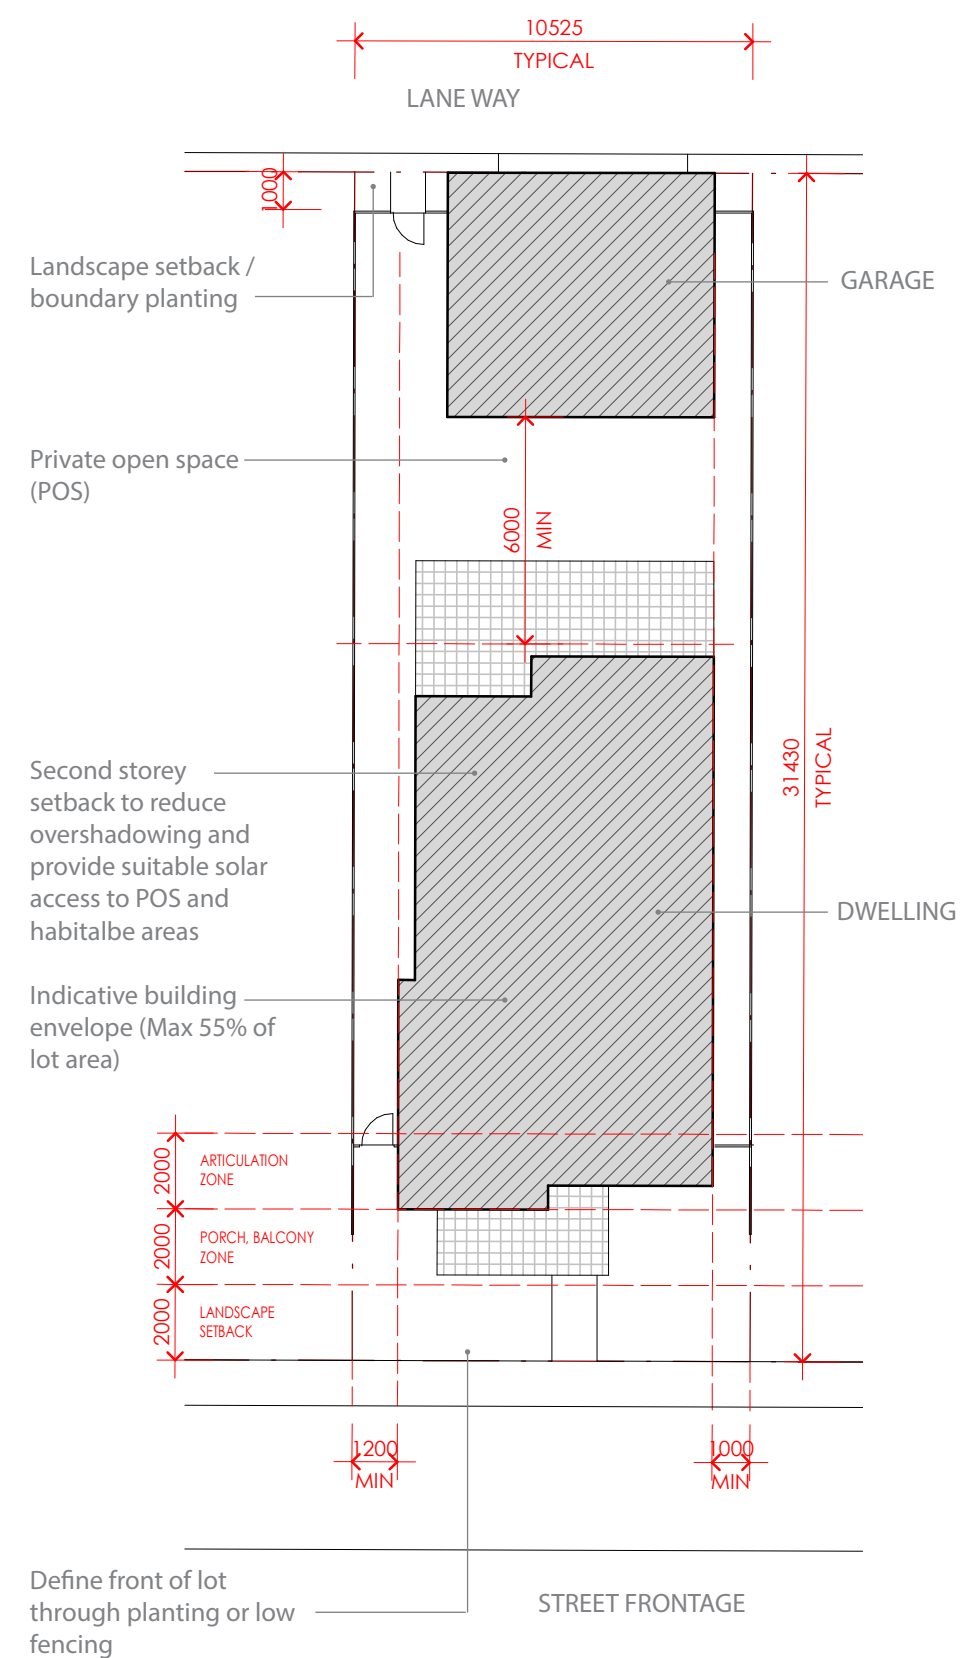 10525
TYPICAL
LANE WAY
1000
Landscape setback /
boundary planting
GARAGE
Private open space
(POS)
6000
MIN
31430
TYPICAL
Second storey
setback to reduce
overshadowing and
provide suitable solar
access to POS and
habitalbe areas
DWELLING
Indicative building
envelope (Max 55% of
lot area)
2000
ARTICULATION
ZONE
2000
PORCH, BALCONY
ZONE
2000
LANDSCAPE
SETBACK
1200
MIN
1000
MIN
Define front of lot
through planting or low
fencing
STREET FRONTAGE